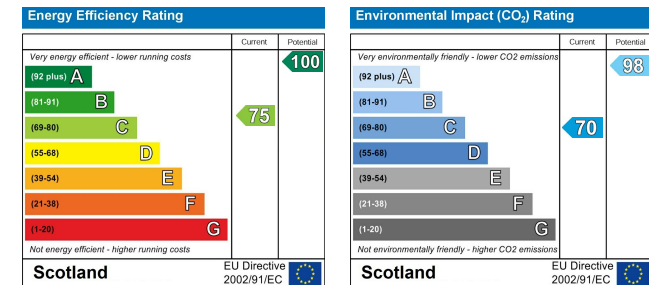 Energy Efficiency Rating
Current Potential
Very energy efficient - lower running costs
(92 plus) A
(81-91) B
(69-80) C
(55-68) D
(39-54) E
(21-38) F
(1-20) G
100
75
Not energy efficient - higher running costs
Scotland
EU Directive
2002/91/EC
Environmental Impact (CO2) Rating
Current Potential
Very environmentally friendly - lower CO2 emissions
(92 plus) A
(81-91) B
(69-80) C
(55-68) D
(39-54) E
(21-38) F
(1-20) G
98
70
Not environmentally friendly - higher CO2 emissions
Scotland
EU Directive
2002/91/EC